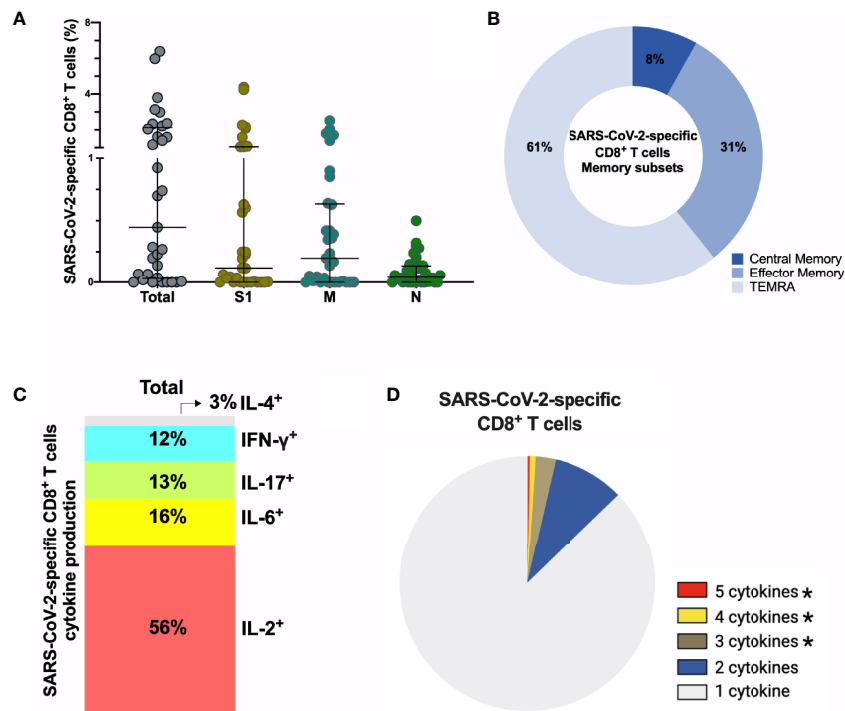 A
SARS-CoV-2-specific CD8+ T cells (%)
8
4
1
0
Total
S1
M
N
B
8%
61%
31%
SARS-CoV-2-specific
CD8+ T cells
Memory subsets
Central Memory
Effector Memory
TEMRA
C
SARS-CoV-2-specific CD8+ T cells
cytokine production
Total
3% IL-4+
12% IFN-γ+
13% IL-17+
16% IL-6+
56% IL-2+
D
SARS-CoV-2-specific
CD8+ T cells
5 cytokines *
4 cytokines *
3 cytokines *
2 cytokines
1 cytokine